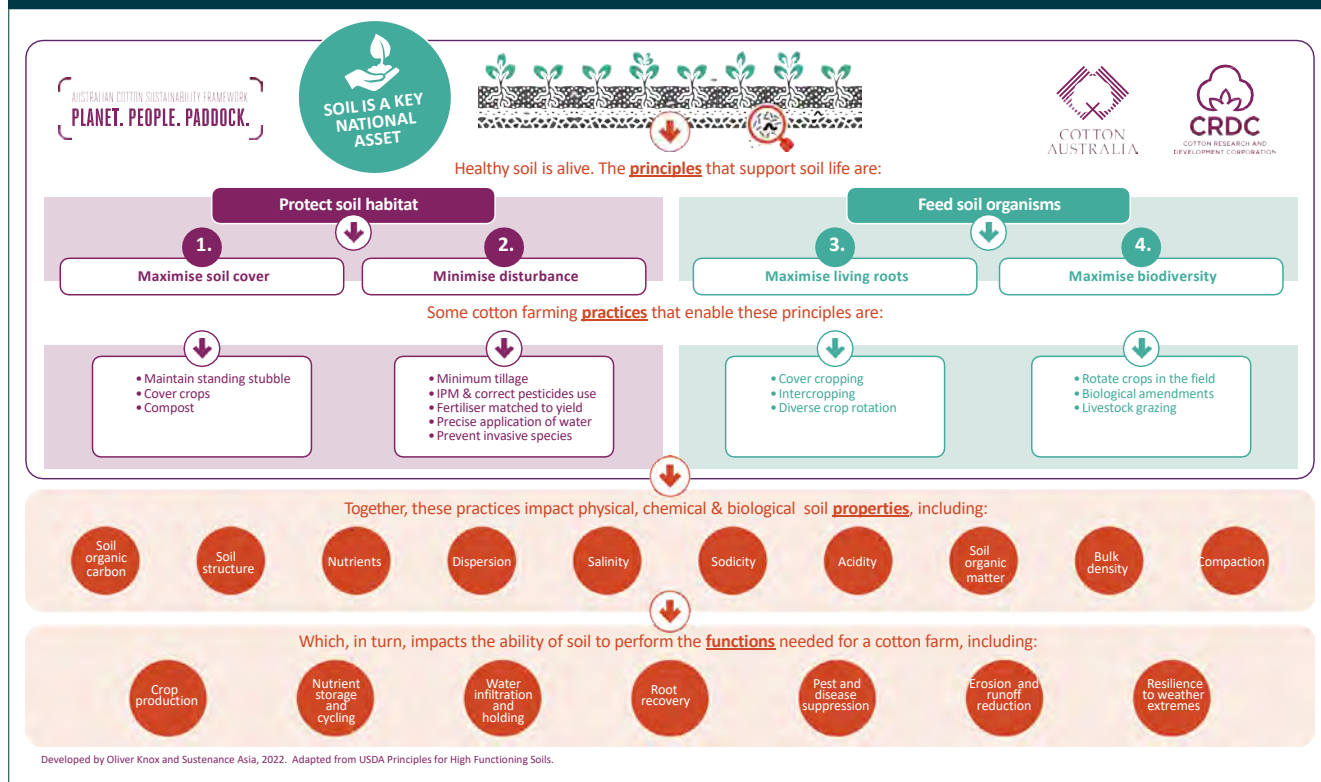 AUSTRALIAN COTTON SUSTAINABILITY FRAMEWORK
PLANET. PEOPLE. PADDOCK.
SOIL IS A KEY
NATIONAL
ASSET
COTTON
AUSTRALIA
CRDC
COTTON RESEARCH AND
DEVELOPMENT CORPORATION
Healthy soil is alive. The principles that support soil life are:
Protect soil habitat
Feed soil organisms
1.
2.
3.
4.
Maximise soil cover
Minimise disturbance
Maximise living roots
Maximise biodiversity
Some cotton farming practices that enable these principles are:
• Maintain standing stubble
• Cover crops
• Compost
• Minimum tillage
• IPM & correct pesticides use
• Fertiliser matched to yield
• Precise application of water
• Prevent invasive species
• Cover cropping
• Intercropping
• Diverse crop rotation
• Rotate crops in the field
• Biological amendments
• Livestock grazing
Together, these practices impact physical, chemical & biological soil properties, including:
Soil
organic
carbon
Soil
structure
Nutrients
Dispersion
Salinity
Sodicity
Acidity
Soil
organic
matter
Bulk
density
Compaction
Which, in turn, impacts the ability of soil to perform the functions needed for a cotton farm, including:
Crop
production
Nutrient
storage
and
cycling
Water
infiltration
and
holding
Root
recovery
Pest and
disease
suppression
Erosion and
runoff
reduction
Resilience
to weather
extremes
Developed by Oliver Knox and Sustenance Asia, 2022. Adapted from USDA Principles for High Functioning Soils.